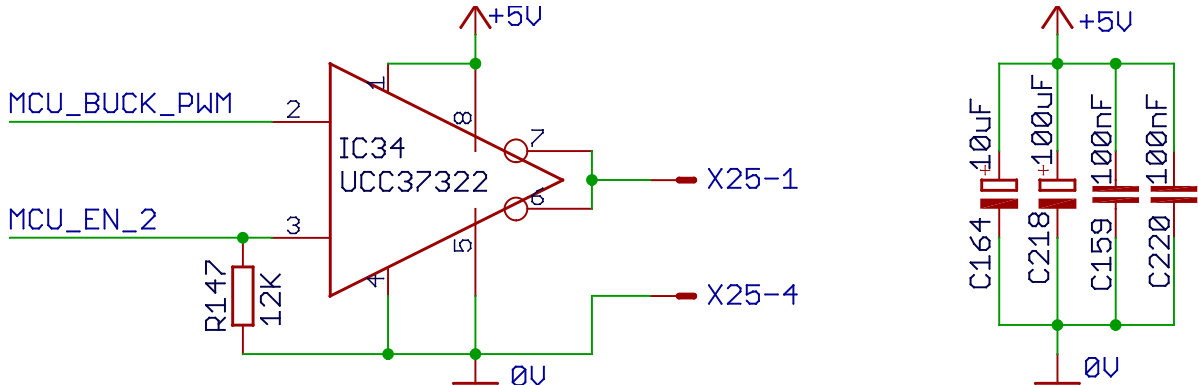 +5V
+5V
MCU_BUCK_PWM
2
1
8
7
10uF
100uF
100nF
100nF
IC34
UCC37322
X25-1
+
+
MCU_EN_2
3
6
5
4
R147
12K
X25-4
C164
C218
C159
C220
0V
0V